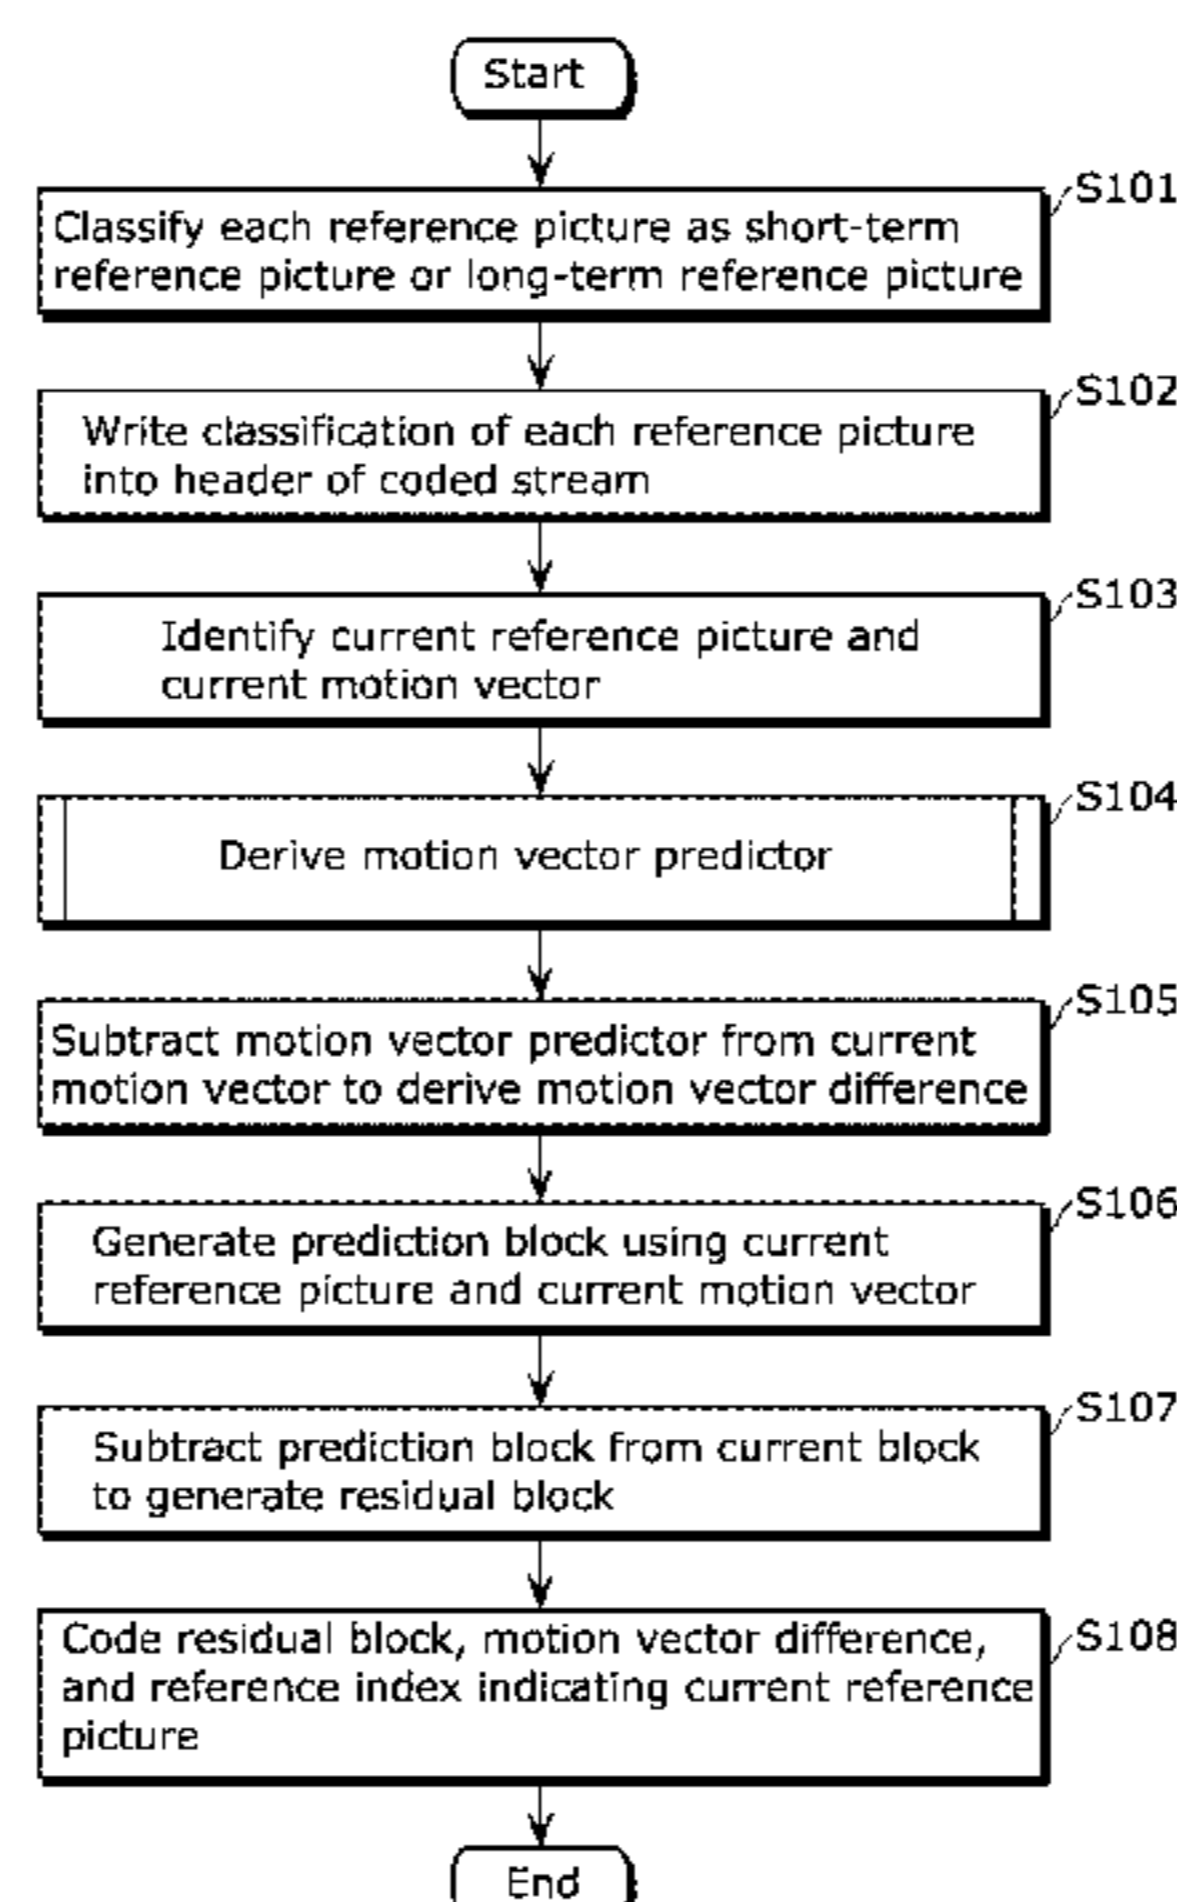 Start
S101
Classify each reference picture as short-term
reference picture or long-term reference picture
S102
Write classification of each reference picture
into header of coded stream
S103
Identify current reference picture and
current motion vector
S104
Derive motion vector predictor
S105
Subtract motion vector predictor from current
motion vector to derive motion vector difference
S106
Generate prediction block using current
reference picture and current motion vector
S107
Subtract prediction block from current block
to generate residual block
S108
Code residual block, motion vector difference,
and reference index indicating current reference
picture
End